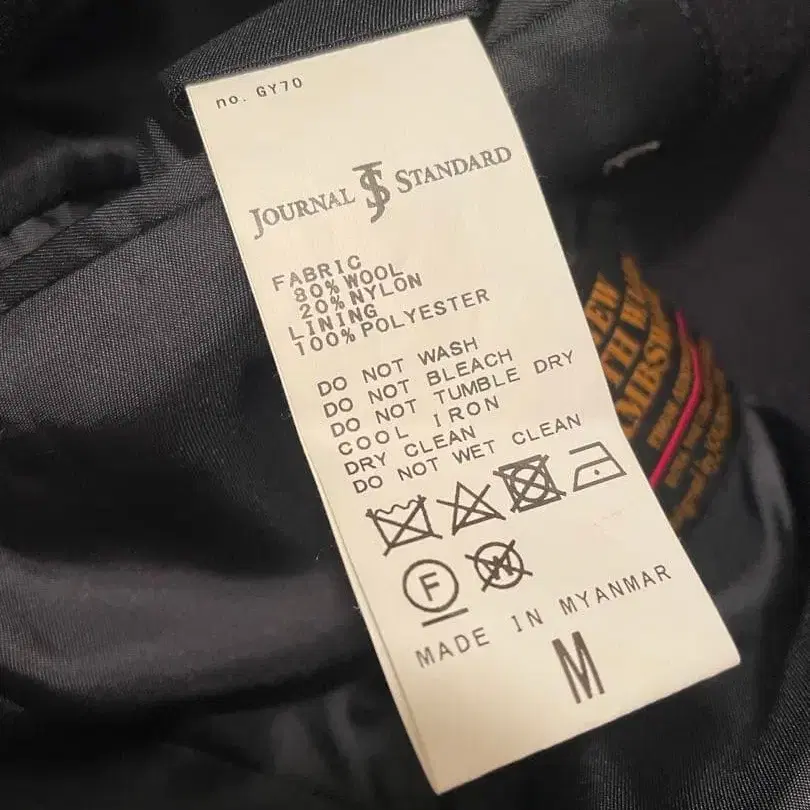 no. GY70
JOURNAL JS STANDARD
FABRIC
80% WOOL
20% NYLON
LINING
100% POLYESTER
DO NOT WASH
DO NOT BLEACH
DO NOT TUMBLE DRY
COOL IRON
DRY CLEAN
DO NOT WET CLEAN
F W
MADE IN MYANMAR
M